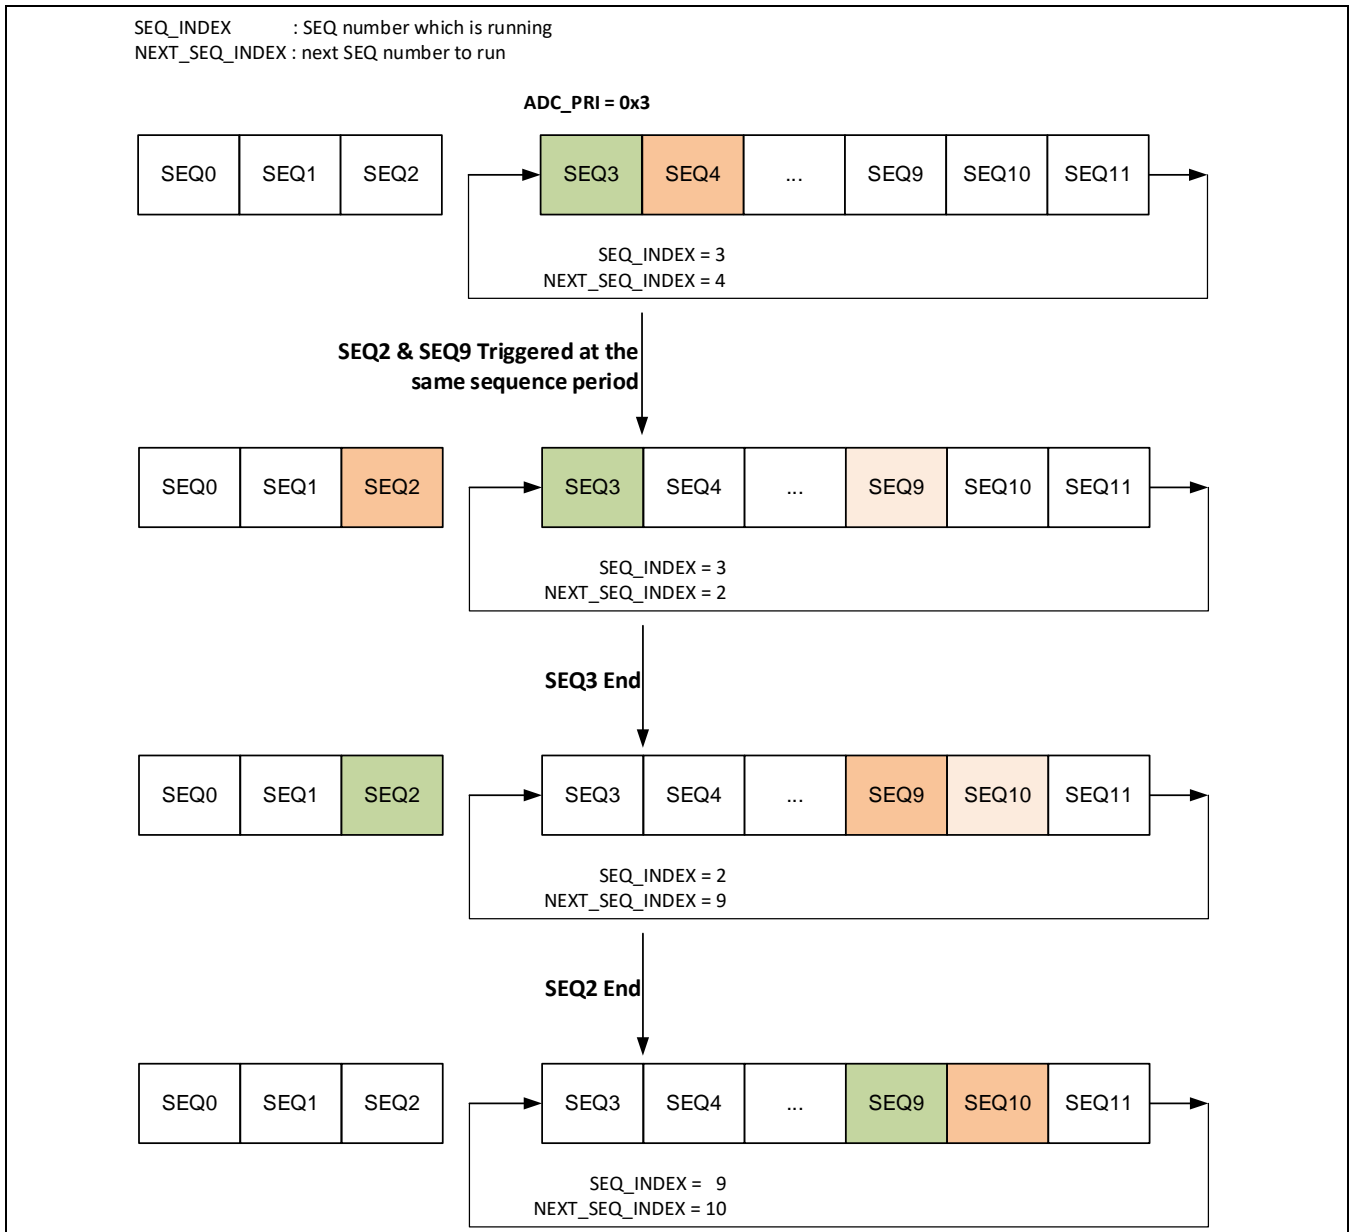 SEQ_INDEX : SEQ number which is running
NEXT_SEQ_INDEX : next SEQ number to run
ADC_PRI = 0x3
SEQ0 SEQ1 SEQ2 SEQ3 SEQ4 ... SEQ9 SEQ10 SEQ11
SEQ_INDEX = 3
NEXT_SEQ_INDEX = 4
SEQ2 & SEQ9 Triggered at the
same sequence period
SEQ0 SEQ1 SEQ2 SEQ3 SEQ4 ... SEQ9 SEQ10 SEQ11
SEQ_INDEX = 3
NEXT_SEQ_INDEX = 2
SEQ3 End
SEQ0 SEQ1 SEQ2 SEQ3 SEQ4 ... SEQ9 SEQ10 SEQ11
SEQ_INDEX = 2
NEXT_SEQ_INDEX = 9
SEQ2 End
SEQ0 SEQ1 SEQ2 SEQ3 SEQ4 ... SEQ9 SEQ10 SEQ11
SEQ_INDEX = 9
NEXT_SEQ_INDEX = 10